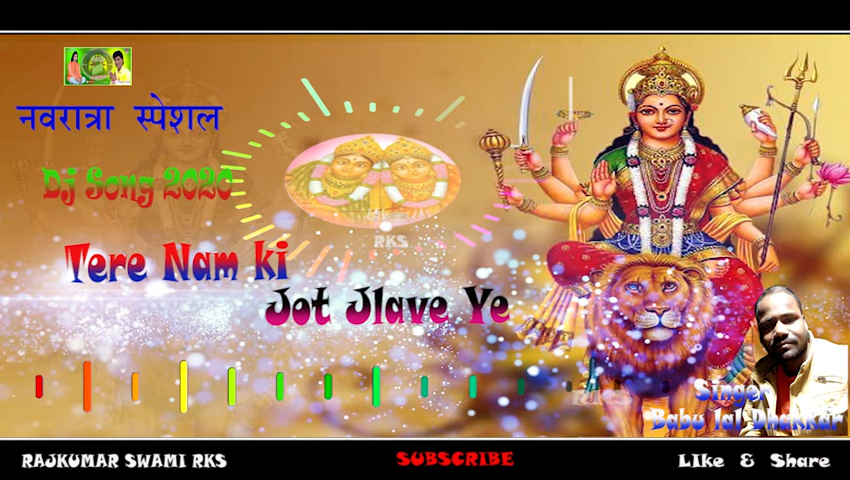 नवरात्रा स्पेशल
Dj Song 2020
RKS
Tere Nam ki
Jot Jlave Ye
Singer
Babu lal Dhakkar
RAJKUMAR SWAMI RKS
SUBSCRIBE
LIke & Share